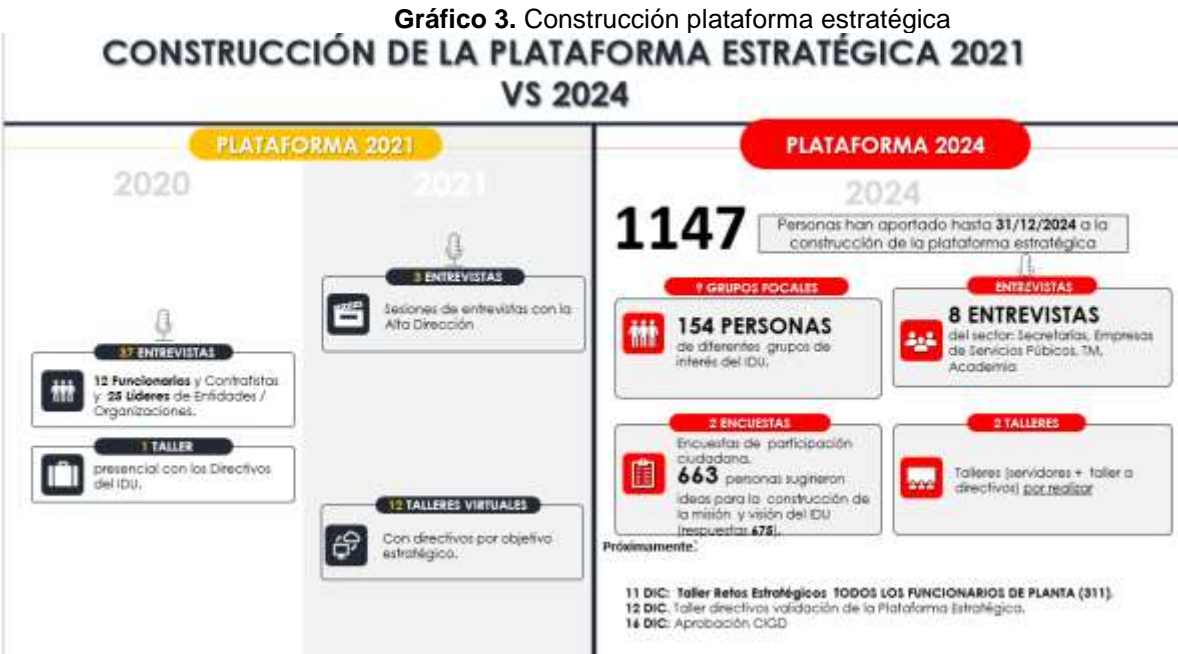 Gráfico 3. Construcción plataforma estratégica
CONSTRUCCIÓN DE LA PLATAFORMA ESTRATÉGICA 2021
VS 2024
PLATAFORMA 2021
2020
37 ENTREVISTAS
12 Funcionarios y Contratistas
y 25 Líderes de Entidades /
Organizaciones.
1 TALLER
presencial con los Directivos
del IDU.
2021
3 ENTREVISTAS
Sesiones de entrevistas con la
Alta Dirección
12 TALLERES VIRTUALES
Con directivos por objetivo
estratégico.
PLATAFORMA 2024
2024
1147
Personas han aportado hasta 31/12/2024 a la
construcción de la plataforma estratégica
9 GRUPOS FOCALES
154 PERSONAS
de diferentes grupos de
interés del IDU.
ENTREVISTAS
8 ENTREVISTAS
del sector: Secretarías, Empresas
de Servicios Púbicos, TM,
Academia
2 ENCUESTAS
Encuestas de participación
ciudadana.
663 personas sugirieron
ideas para la construcción de
la misión y visión del IDU
(respuestas 675).
2 TALLERES
Talleres (servidores + taller a
directivos) por realizar
Próximamente:
11 DIC: Taller Retos Estratégicos TODOS LOS FUNCIONARIOS DE PLANTA (311).
12 DIC. Taller directivos validación de la Plataforma Estratégica.
16 DIC: Aprobación CIGD